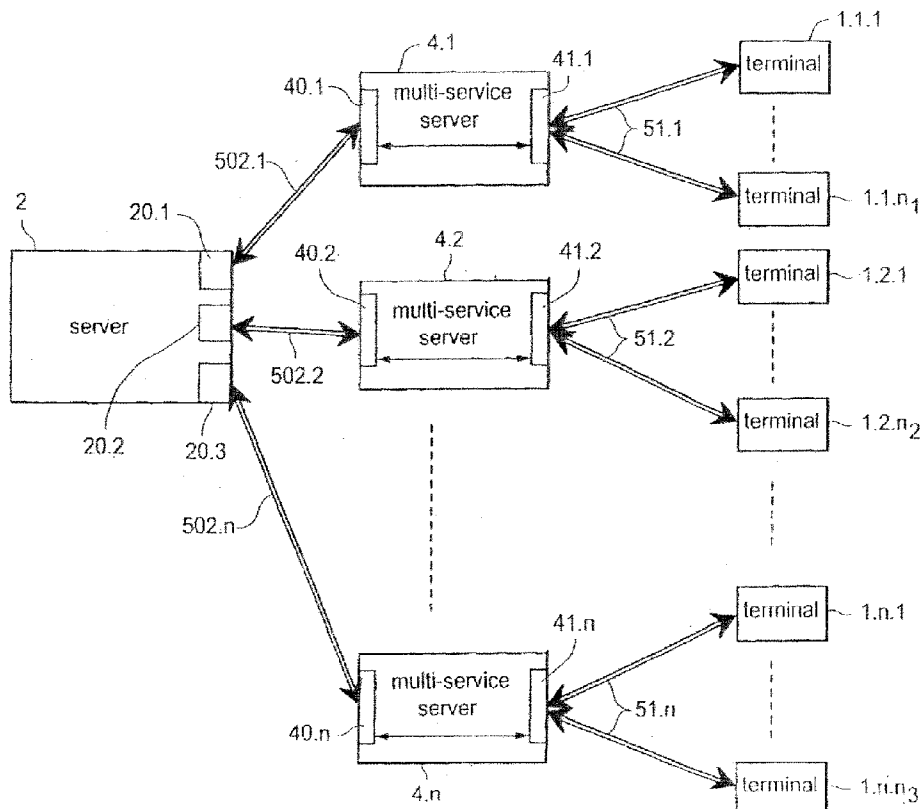 4.1
1.1.1
40.1
41.1
terminal
multi-service
server
51.1
502.1
2
20.1
terminal
1.1.n1
4.2
40.2
41.2
terminal
1.2.1
server
multi-service
server
51.2
502.2
20.2
20.3
terminal
1.2.n2
502.n
terminal
1.n.1
41.n
multi-service
server
51.n
40.n
4.n
terminal
1.n.n3